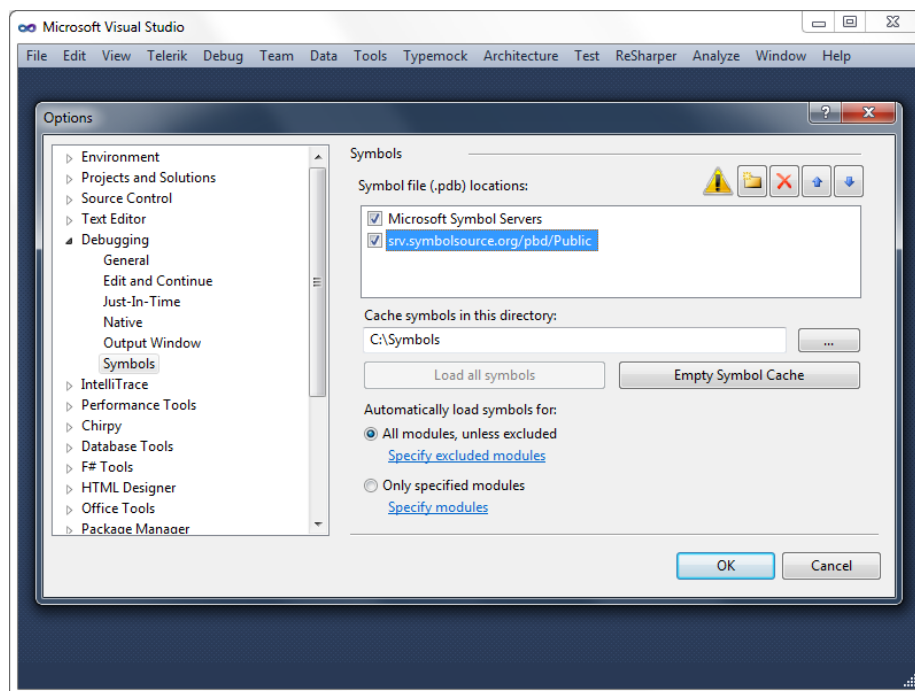 Microsoft Visual Studio
File Edit View Telerik Debug Team Data Tools Typemock Architecture Test ReSharper Analyze Window Help
Options
Environment
Projects and Solutions
Source Control
Text Editor
Debugging
General
Edit and Continue
Just-In-Time
Native
Output Window
Symbols
IntelliTrace
Performance Tools
Chirpy
Database Tools
F# Tools
HTML Designer
Office Tools
Package Manager
Symbols
Symbol file (.pdb) locations:
Microsoft Symbol Servers
srv.symbolsource.org/pbd/Public
Cache symbols in this directory:
C:\Symbols
...
Load all symbols
Empty Symbol Cache
Automatically load symbols for:
All modules, unless excluded
Specify excluded modules
Only specified modules
Specify modules
OK
Cancel